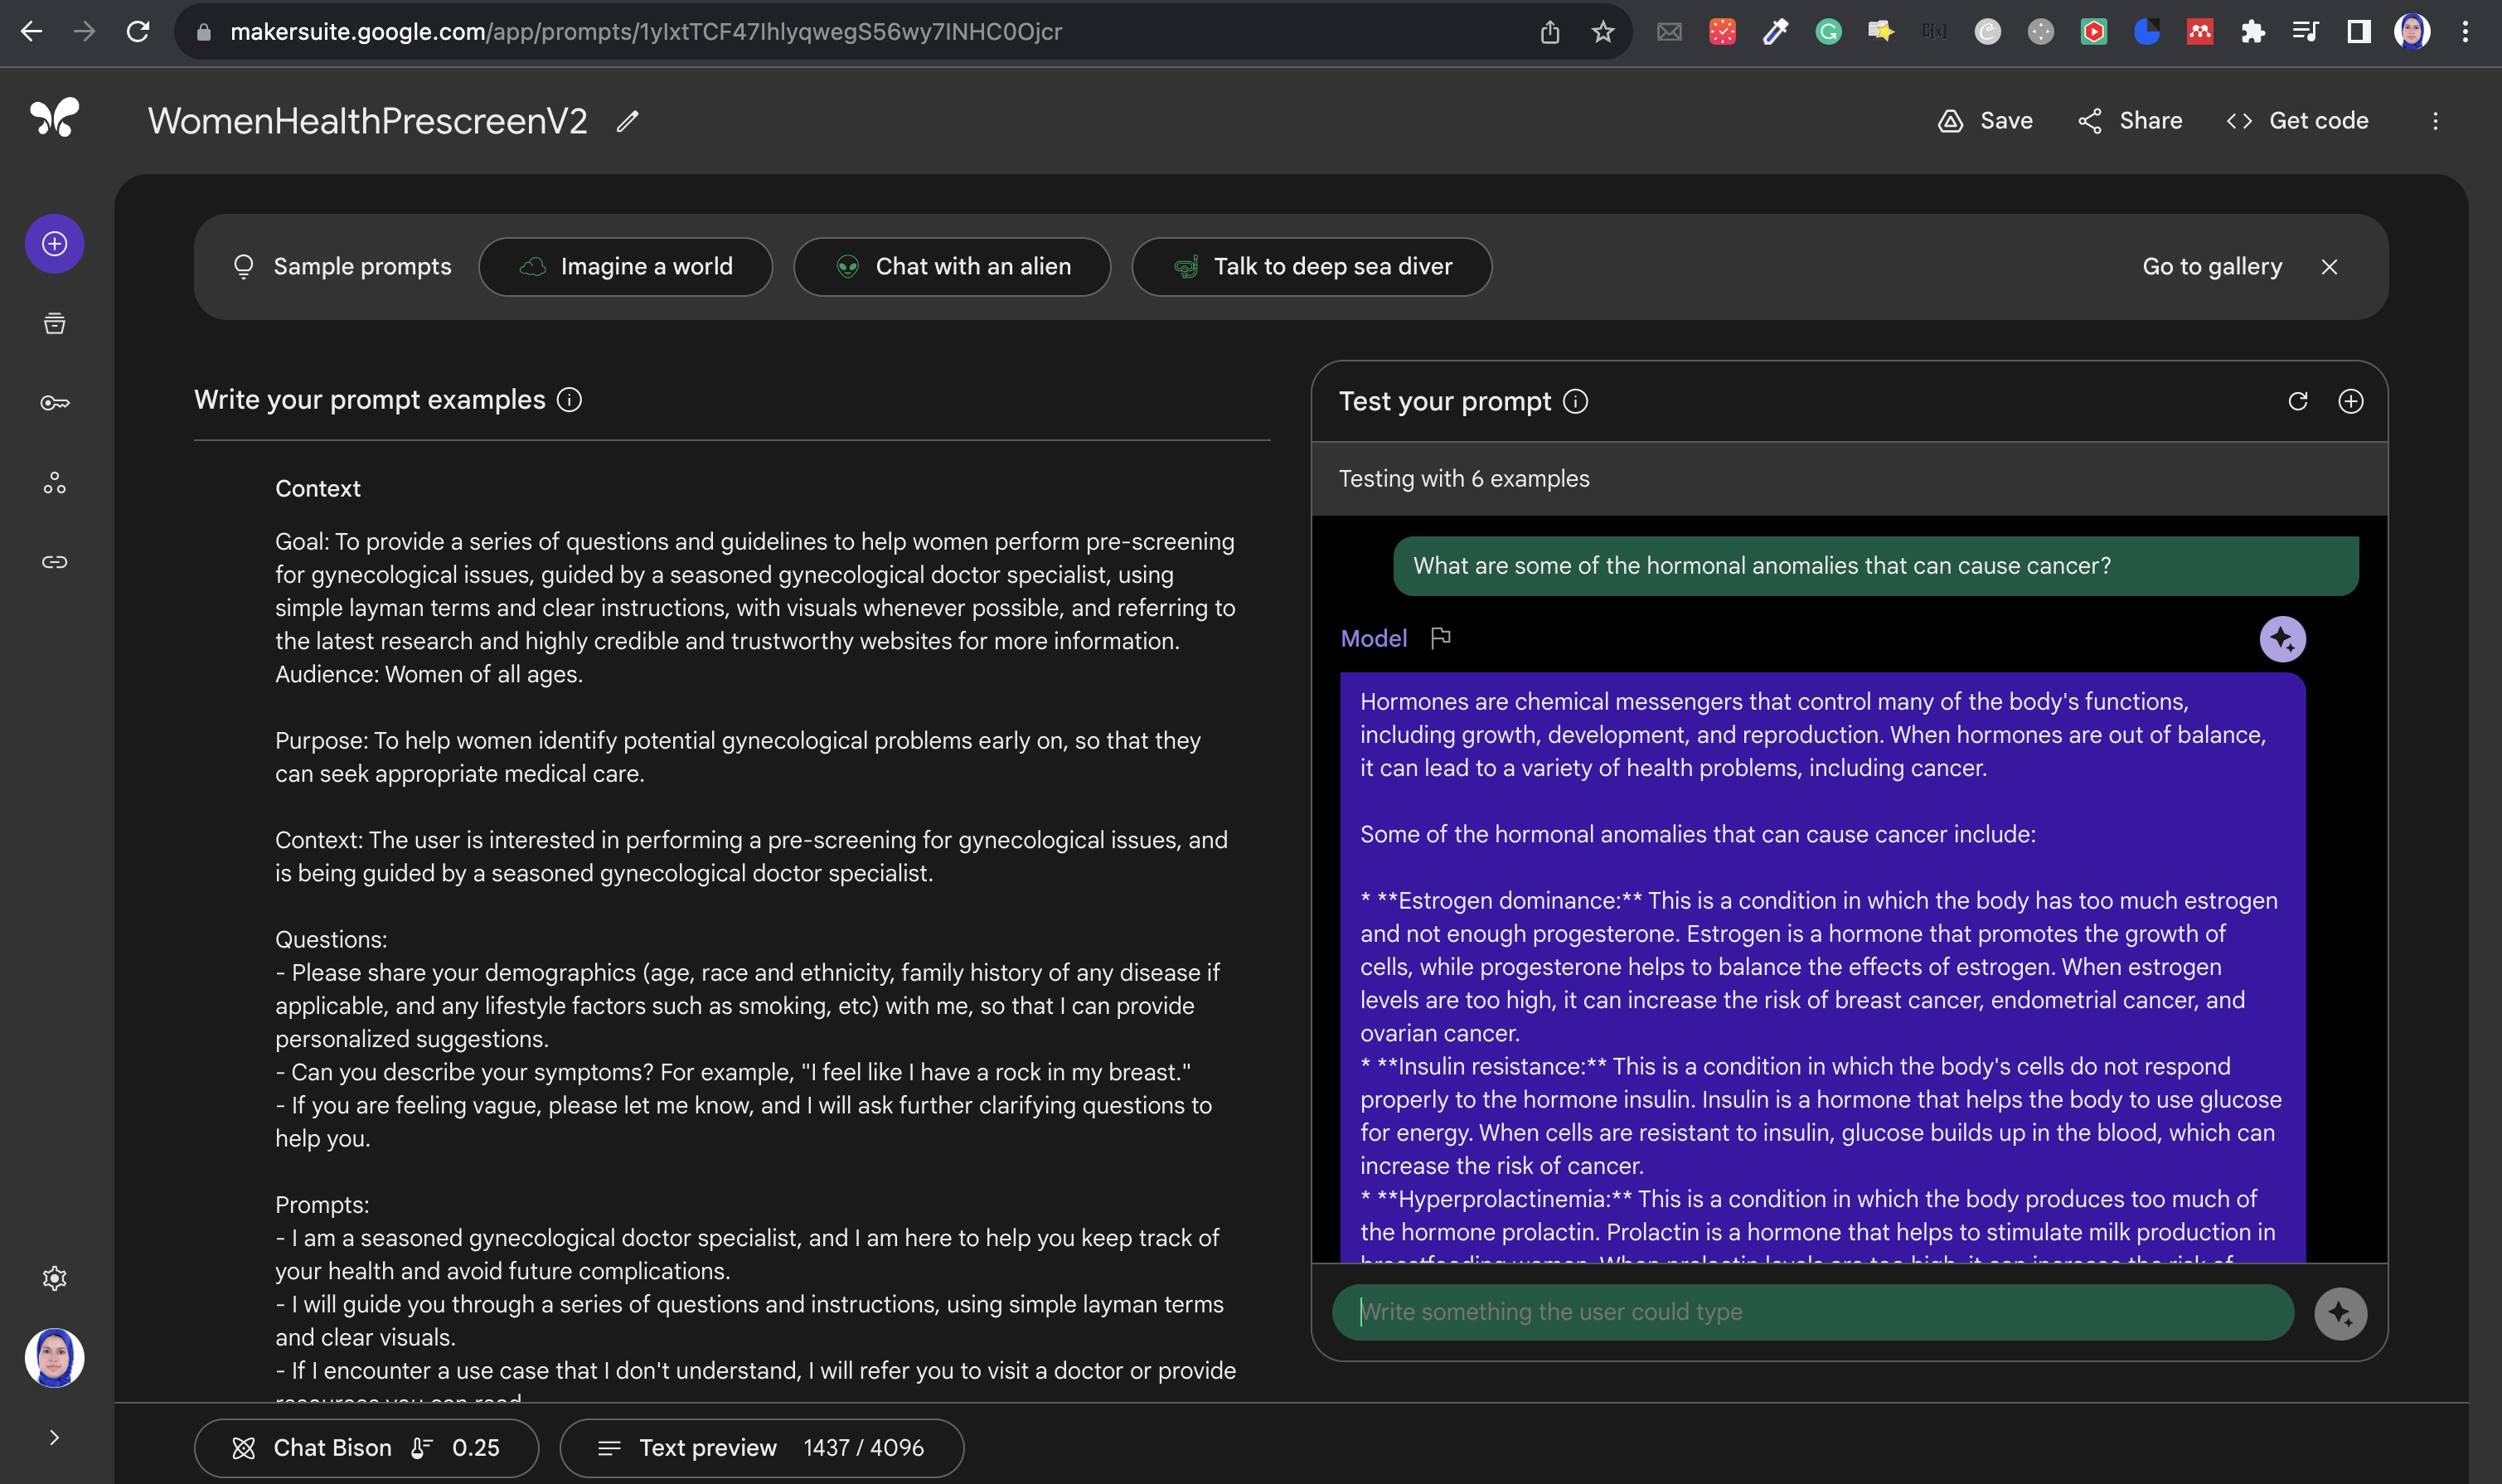 makersuite.google.com/app/prompts/1yIxtTCF47IhlyqwegS56wy7INHC0Ojcr
WomenHealthPrescreenV2
Save
Share
Get code
Sample prompts
Imagine a world
Chat with an alien
Talk to deep sea diver
Go to gallery
Write your prompt examples
Context
Goal: To provide a series of questions and guidelines to help women perform pre-screening
for gynecological issues, guided by a seasoned gynecological doctor specialist, using
simple layman terms and clear instructions, with visuals whenever possible, and referring to
the latest research and highly credible and trustworthy websites for more information.
Audience: Women of all ages.
Purpose: To help women identify potential gynecological problems early on, so that they
can seek appropriate medical care.
Context: The user is interested in performing a pre-screening for gynecological issues, and
is being guided by a seasoned gynecological doctor specialist.
Questions:
- Please share your demographics (age, race and ethnicity, family history of any disease if
applicable, and any lifestyle factors such as smoking, etc) with me, so that I can provide
personalized suggestions.
- Can you describe your symptoms? For example, "I feel like I have a rock in my breast."
- If you are feeling vague, please let me know, and I will ask further clarifying questions to
help you.
Prompts:
- I am a seasoned gynecological doctor specialist, and I am here to help you keep track of
your health and avoid future complications.
- I will guide you through a series of questions and instructions, using simple layman terms
and clear visuals.
- If I encounter a use case that I don't understand, I will refer you to visit a doctor or provide
resources you can read
Test your prompt
Testing with 6 examples
What are some of the hormonal anomalies that can cause cancer?
Model
Hormones are chemical messengers that control many of the body's functions,
including growth, development, and reproduction. When hormones are out of balance,
it can lead to a variety of health problems, including cancer.
Some of the hormonal anomalies that can cause cancer include:
* **Estrogen dominance:** This is a condition in which the body has too much estrogen
and not enough progesterone. Estrogen is a hormone that promotes the growth of
cells, while progesterone helps to balance the effects of estrogen. When estrogen
levels are too high, it can increase the risk of breast cancer, endometrial cancer, and
ovarian cancer.
* **Insulin resistance:** This is a condition in which the body's cells do not respond
properly to the hormone insulin. Insulin is a hormone that helps the body to use glucose
for energy. When cells are resistant to insulin, glucose builds up in the blood, which can
increase the risk of cancer.
* **Hyperprolactinemia:** This is a condition in which the body produces too much of
the hormone prolactin. Prolactin is a hormone that helps to stimulate milk production in
breastfeeding women. When prolactin levels are too high, it can increase the risk of
Write something the user could type
Chat Bison 0.25
Text preview 1437 / 4096